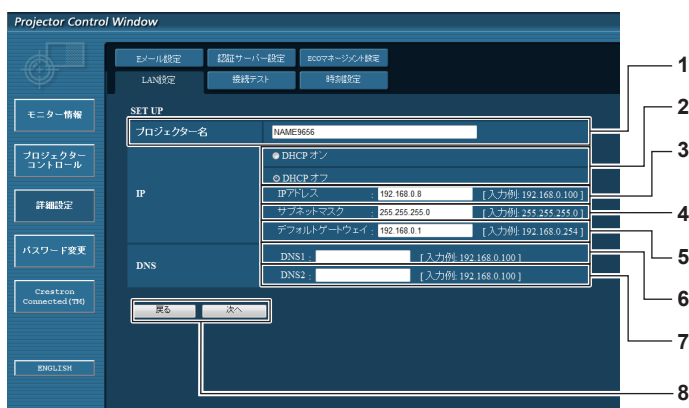 Projector Control Window
Eメール設定 認証サーバー設定 ECOマネージメント設定
LAN設定 接続テスト 時刻設定
モニター情報
プロジェクター
コントロール
詳細設定
パスワード変更
Crestron
Connected(TM)
ENGLISH
SET UP
プロジェクター名 NAME9656
IP
DHCP オン
DHCP オフ
IPアドレス : 192.168.0.8 [入力例: 192.168.0.100 ]
サブネットマスク : 255.255.255.0 [入力例: 255.255.255.0 ]
デフォルトゲートウェイ : 192.168.0.1 [入力例: 192.168.0.254 ]
DNS
DNS1 : [入力例: 192.168.0.100 ]
DNS2 : [入力例: 192.168.0.100 ]
戻る 次へ
1
2
3
4
5
6
7
8